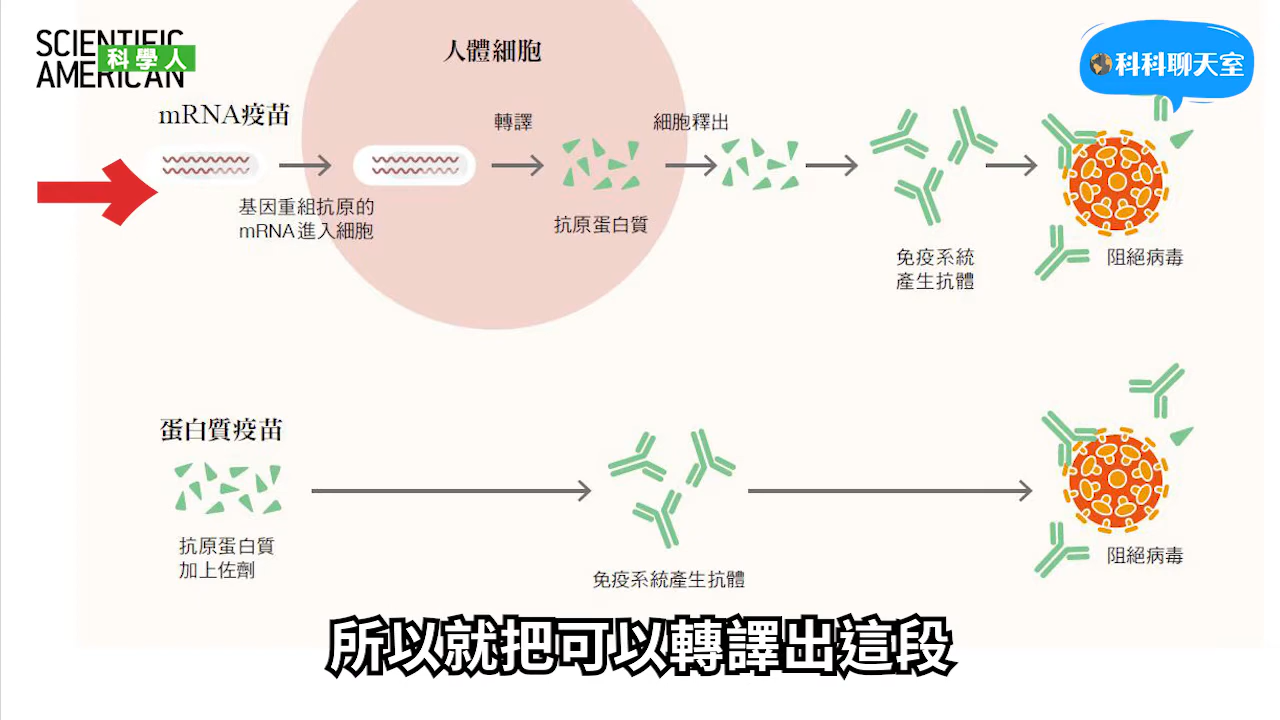 SCIENTIFIC
科學人
AMERICAN
科科聊天室
人體細胞
mRNA疫苗
轉譯
細胞釋出
基因重組抗原的
mRNA進入細胞
抗原蛋白質
免疫系統
產生抗體
阻絕病毒
蛋白質疫苗
抗原蛋白質
加上佐劑
免疫系統產生抗體
阻絕病毒
所以就把可以轉譯出這段